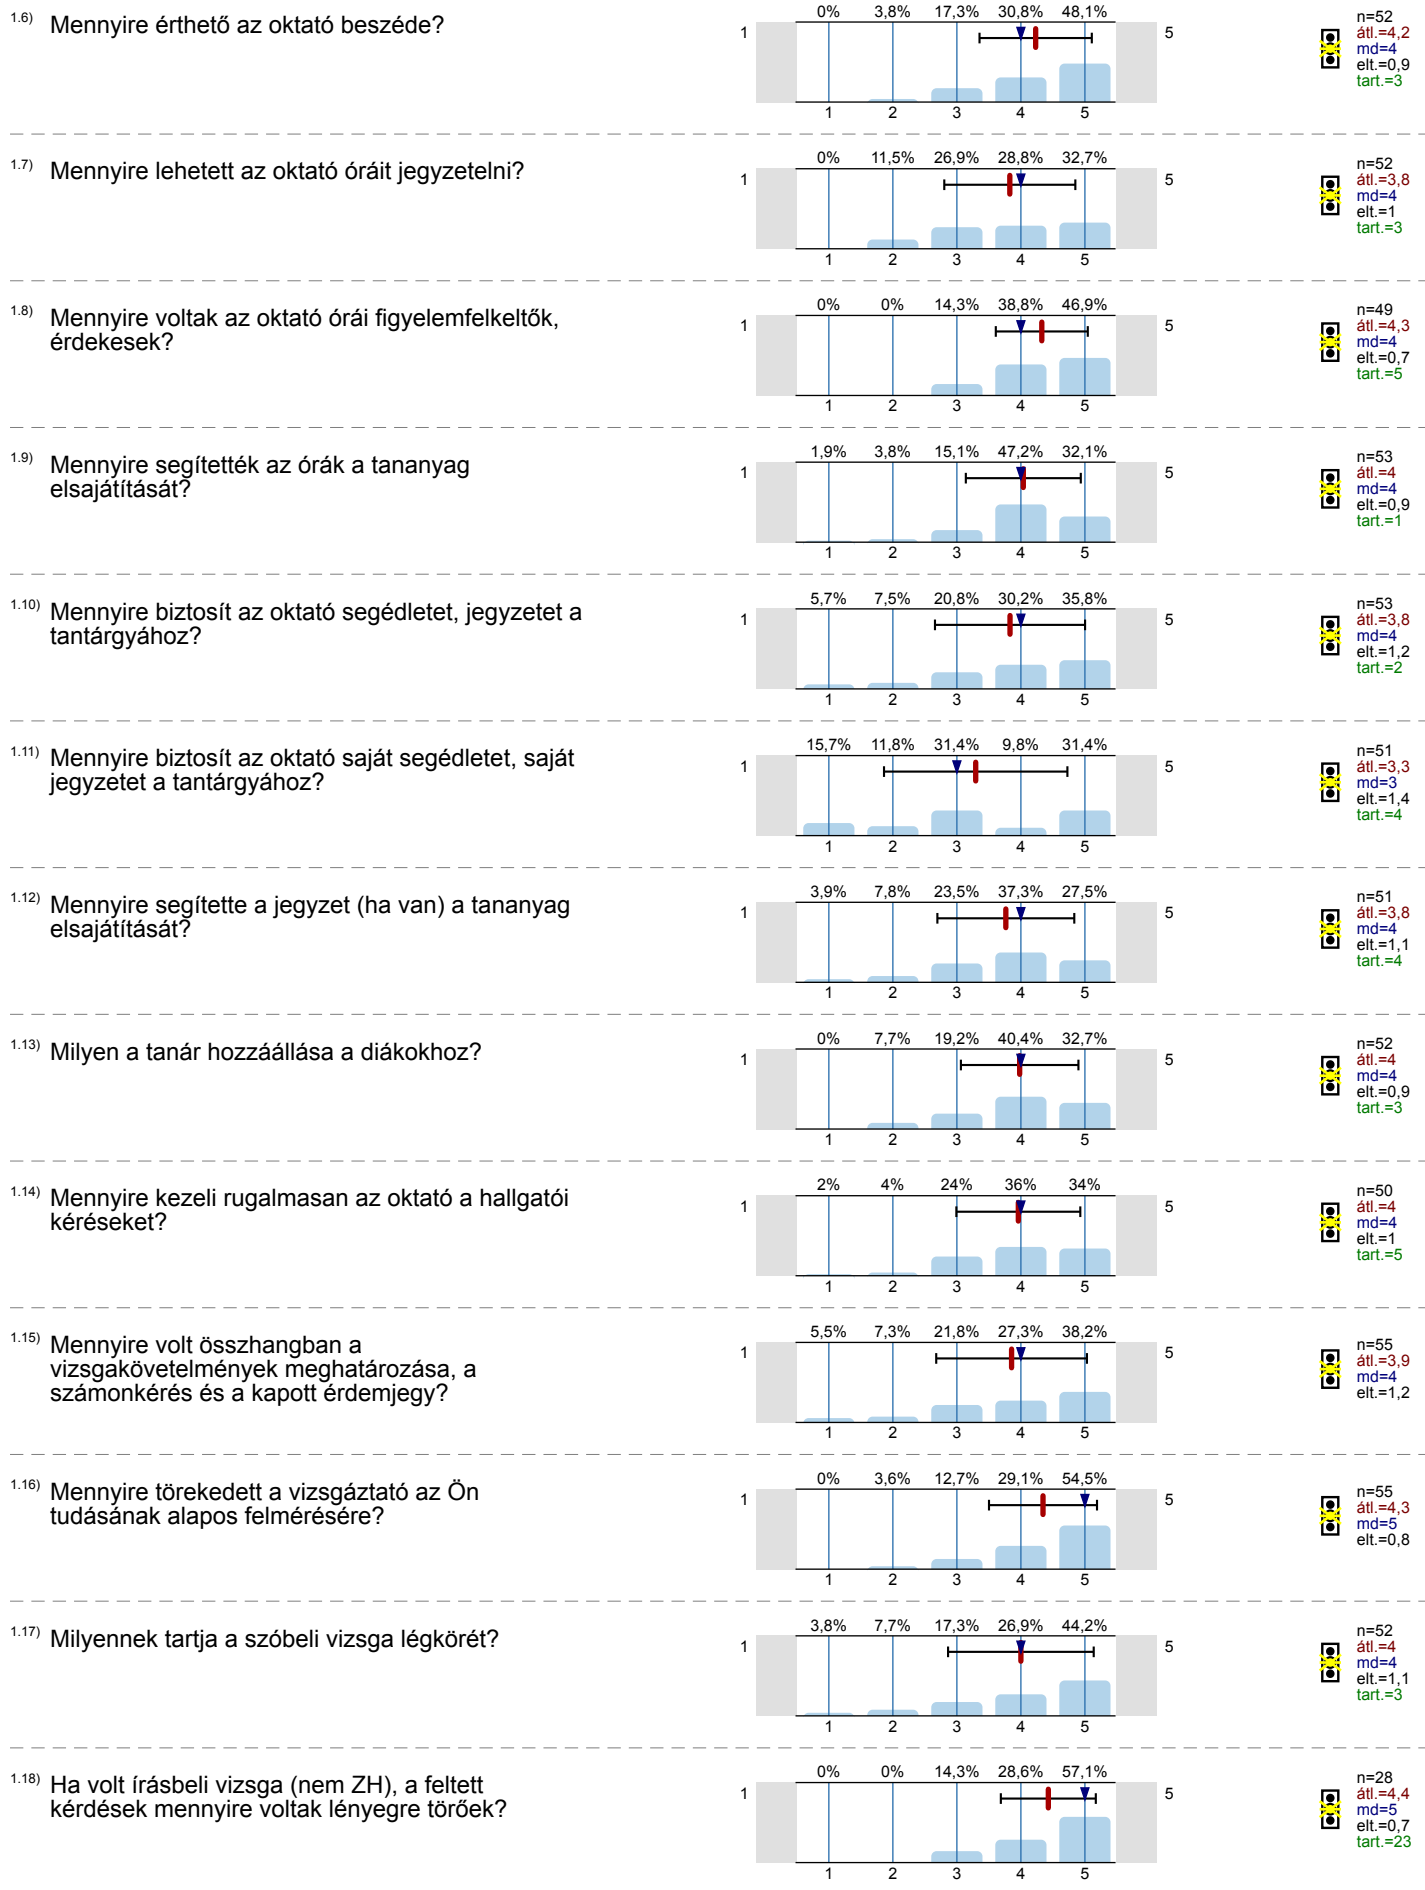 1.6) Mennyire érthető az oktató beszéde?
0% 3,8% 17,3% 30,8% 48,1%
1 5
1 2 3 4 5
n=52
átl.=4,2
md=4
elt.=0,9
tart.=3
1.7) Mennyire lehetett az oktató óráit jegyzetelni?
0% 11,5% 26,9% 28,8% 32,7%
1 5
1 2 3 4 5
n=52
átl.=3,8
md=4
elt.=1
tart.=3
1.8) Mennyire voltak az oktató órái figyelemfelkeltők,
érdekesek?
0% 0% 14,3% 38,8% 46,9%
1 5
1 2 3 4 5
n=49
átl.=4,3
md=4
elt.=0,7
tart.=5
1.9) Mennyire segítették az órák a tananyag
elsajátítását?
1,9% 3,8% 15,1% 47,2% 32,1%
1 5
1 2 3 4 5
n=53
átl.=4
md=4
elt.=0,9
tart.=1
1.10) Mennyire biztosít az oktató segédletet, jegyzetet a
tantárgyához?
5,7% 7,5% 20,8% 30,2% 35,8%
1 5
1 2 3 4 5
n=53
átl.=3,8
md=4
elt.=1,2
tart.=2
1.11) Mennyire biztosít az oktató saját segédletet, saját
jegyzetet a tantárgyához?
15,7% 11,8% 31,4% 9,8% 31,4%
1 5
1 2 3 4 5
n=51
átl.=3,3
md=3
elt.=1,4
tart.=4
1.12) Mennyire segítette a jegyzet (ha van) a tananyag
elsajátítását?
3,9% 7,8% 23,5% 37,3% 27,5%
1 5
1 2 3 4 5
n=51
átl.=3,8
md=4
elt.=1,1
tart.=4
1.13) Milyen a tanár hozzáállása a diákokhoz?
0% 7,7% 19,2% 40,4% 32,7%
1 5
1 2 3 4 5
n=52
átl.=4
md=4
elt.=0,9
tart.=3
1.14) Mennyire kezeli rugalmasan az oktató a hallgatói
kéréseket?
2% 4% 24% 36% 34%
1 5
1 2 3 4 5
n=50
átl.=4
md=4
elt.=1
tart.=5
1.15) Mennyire volt összhangban a
vizsgakövetelmények meghatározása, a
számonkérés és a kapott érdemjegy?
5,5% 7,3% 21,8% 27,3% 38,2%
1 5
1 2 3 4 5
n=55
átl.=3,9
md=4
elt.=1,2
1.16) Mennyire törekedett a vizsgáztató az Ön
tudásának alapos felmérésére?
0% 3,6% 12,7% 29,1% 54,5%
1 5
1 2 3 4 5
n=55
átl.=4,3
md=5
elt.=0,8
1.17) Milyennek tartja a szóbeli vizsga légkörét?
3,8% 7,7% 17,3% 26,9% 44,2%
1 5
1 2 3 4 5
n=52
átl.=4
md=4
elt.=1,1
tart.=3
1.18) Ha volt írásbeli vizsga (nem ZH), a feltett
kérdések mennyire voltak lényegre törőek?
0% 0% 14,3% 28,6% 57,1%
1 5
1 2 3 4 5
n=28
átl.=4,4
md=5
elt.=0,7
tart.=23